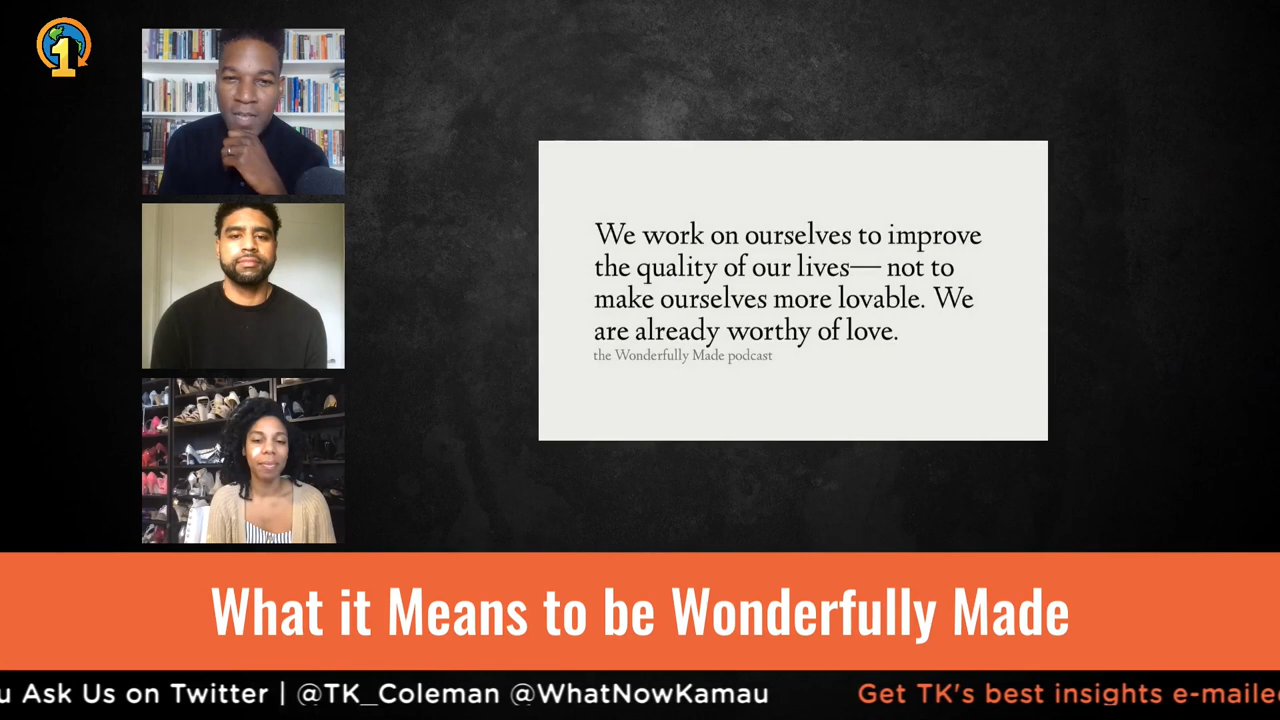 1
We work on ourselves to improve
the quality of our lives— not to
make ourselves more lovable. We
are already worthy of love.
the Wonderfully Made podcast
What it Means to be Wonderfully Made
u Ask Us on Twitter | @TK_Coleman @WhatNowKamau Get TK's best insights e-maile